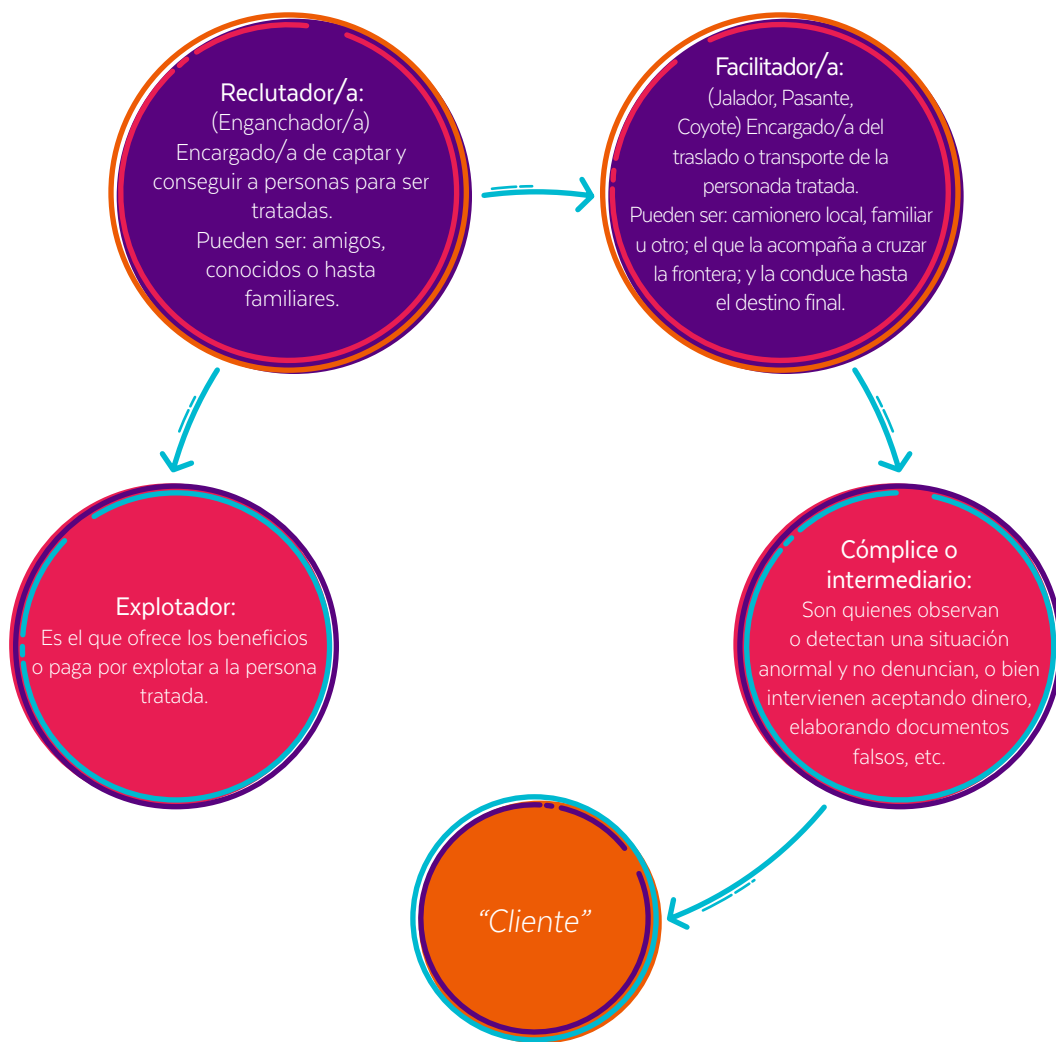 Reclutador/a:
(Enganchador/a)
Encargado/a de captar y
conseguir a personas para ser
tratadas.
Pueden ser: amigos,
conocidos o hasta
familiares.
Facilitador/a:
(Jalador, Pasante,
Coyote) Encargado/a del
traslado o transporte de la
personada tratada.
Pueden ser: camionero local, familiar
u otro; el que la acompaña a cruzar
la frontera; y la conduce hasta
el destino final.
Explotador:
Es el que ofrece los beneficios
o paga por explotar a la persona
tratada.
Cómplice o
intermediario:
Son quienes observan
o detectan una situación
anormal y no denuncian, o bien
intervienen aceptando dinero,
elaborando documentos
falsos, etc.
“Cliente”